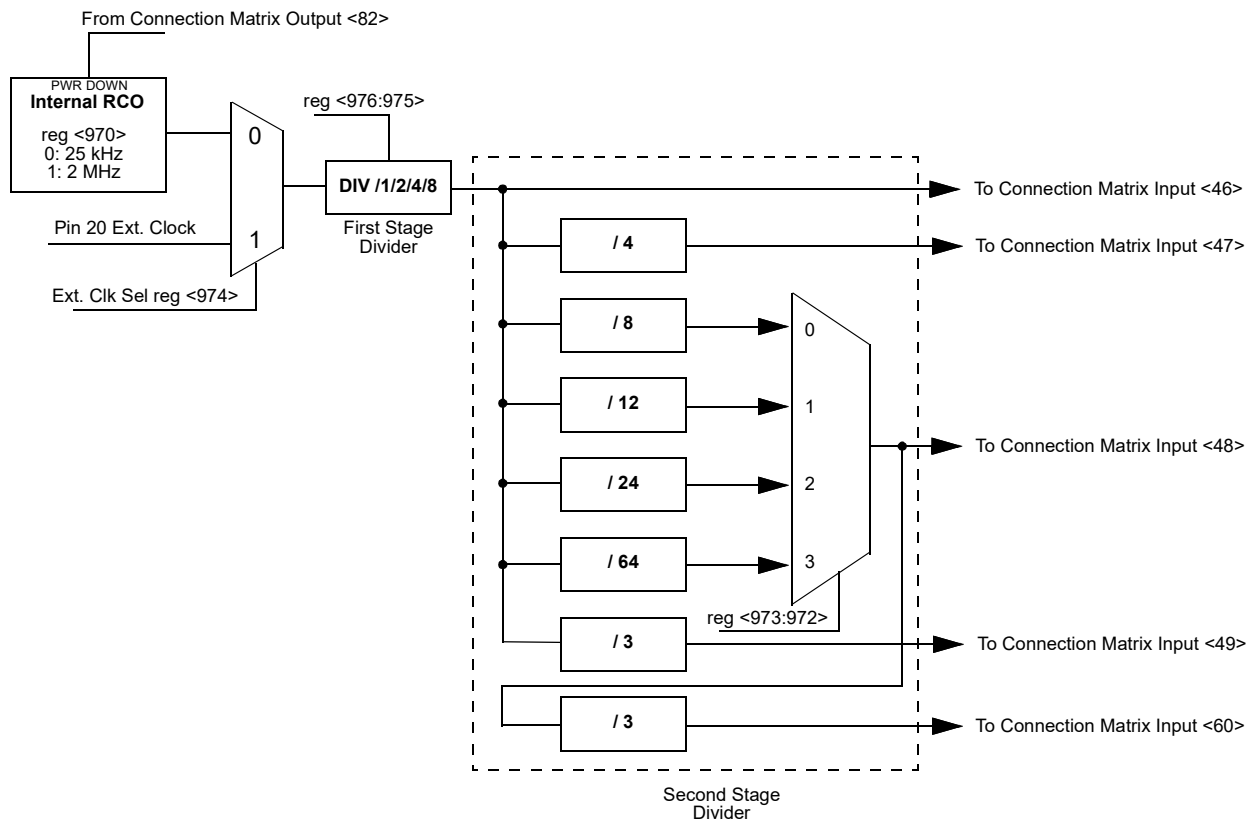 From Connection Matrix Output <82>
PWR DOWN
Internal RCO
reg <970>
0: 25 kHz
1: 2 MHz
0
1
Pin 20 Ext. Clock
Ext. Clk Sel reg <974>
reg <976:975>
DIV /1/2/4/8
First Stage
Divider
To Connection Matrix Input <46>
/ 4
To Connection Matrix Input <47>
/ 8
0
/ 12
1
To Connection Matrix Input <48>
/ 24
2
/ 64
3
reg <973:972>
/ 3
To Connection Matrix Input <49>
/ 3
To Connection Matrix Input <60>
Second Stage
Divider